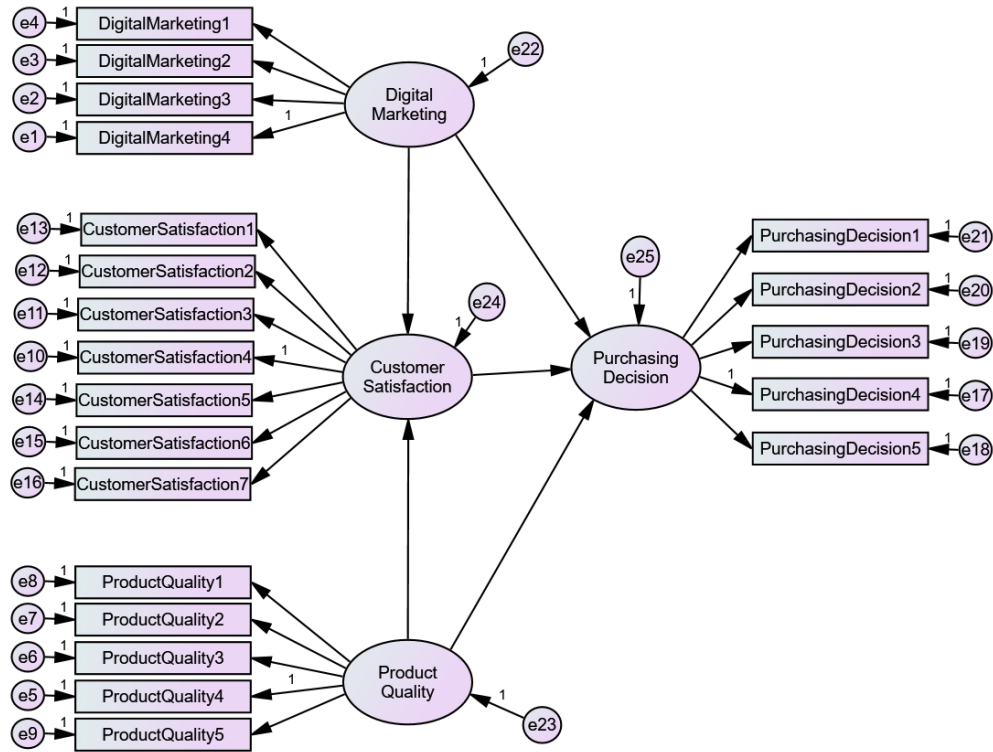 e4 1 DigitalMarketing1
e3 1 DigitalMarketing2
e2 1 DigitalMarketing3
e1 1 DigitalMarketing4
1
Digital
Marketing
1
e22
e13 1 CustomerSatisfaction1
e12 1 CustomerSatisfaction2
e11 1 CustomerSatisfaction3
e10 1 CustomerSatisfaction4
e14 1 CustomerSatisfaction5
e15 1 CustomerSatisfaction6
e16 1 CustomerSatisfaction7
1
Customer
Satisfaction
1
e24
e25
1
Purchasing
Decision
1
PurchasingDecision1 1 e21
PurchasingDecision2 1 e20
PurchasingDecision3 1 e19
PurchasingDecision4 1 e17
PurchasingDecision5 1 e18
e8 1 ProductQuality1
e7 1 ProductQuality2
e6 1 ProductQuality3
e5 1 ProductQuality4
e9 1 ProductQuality5
1
Product
Quality
1
e23